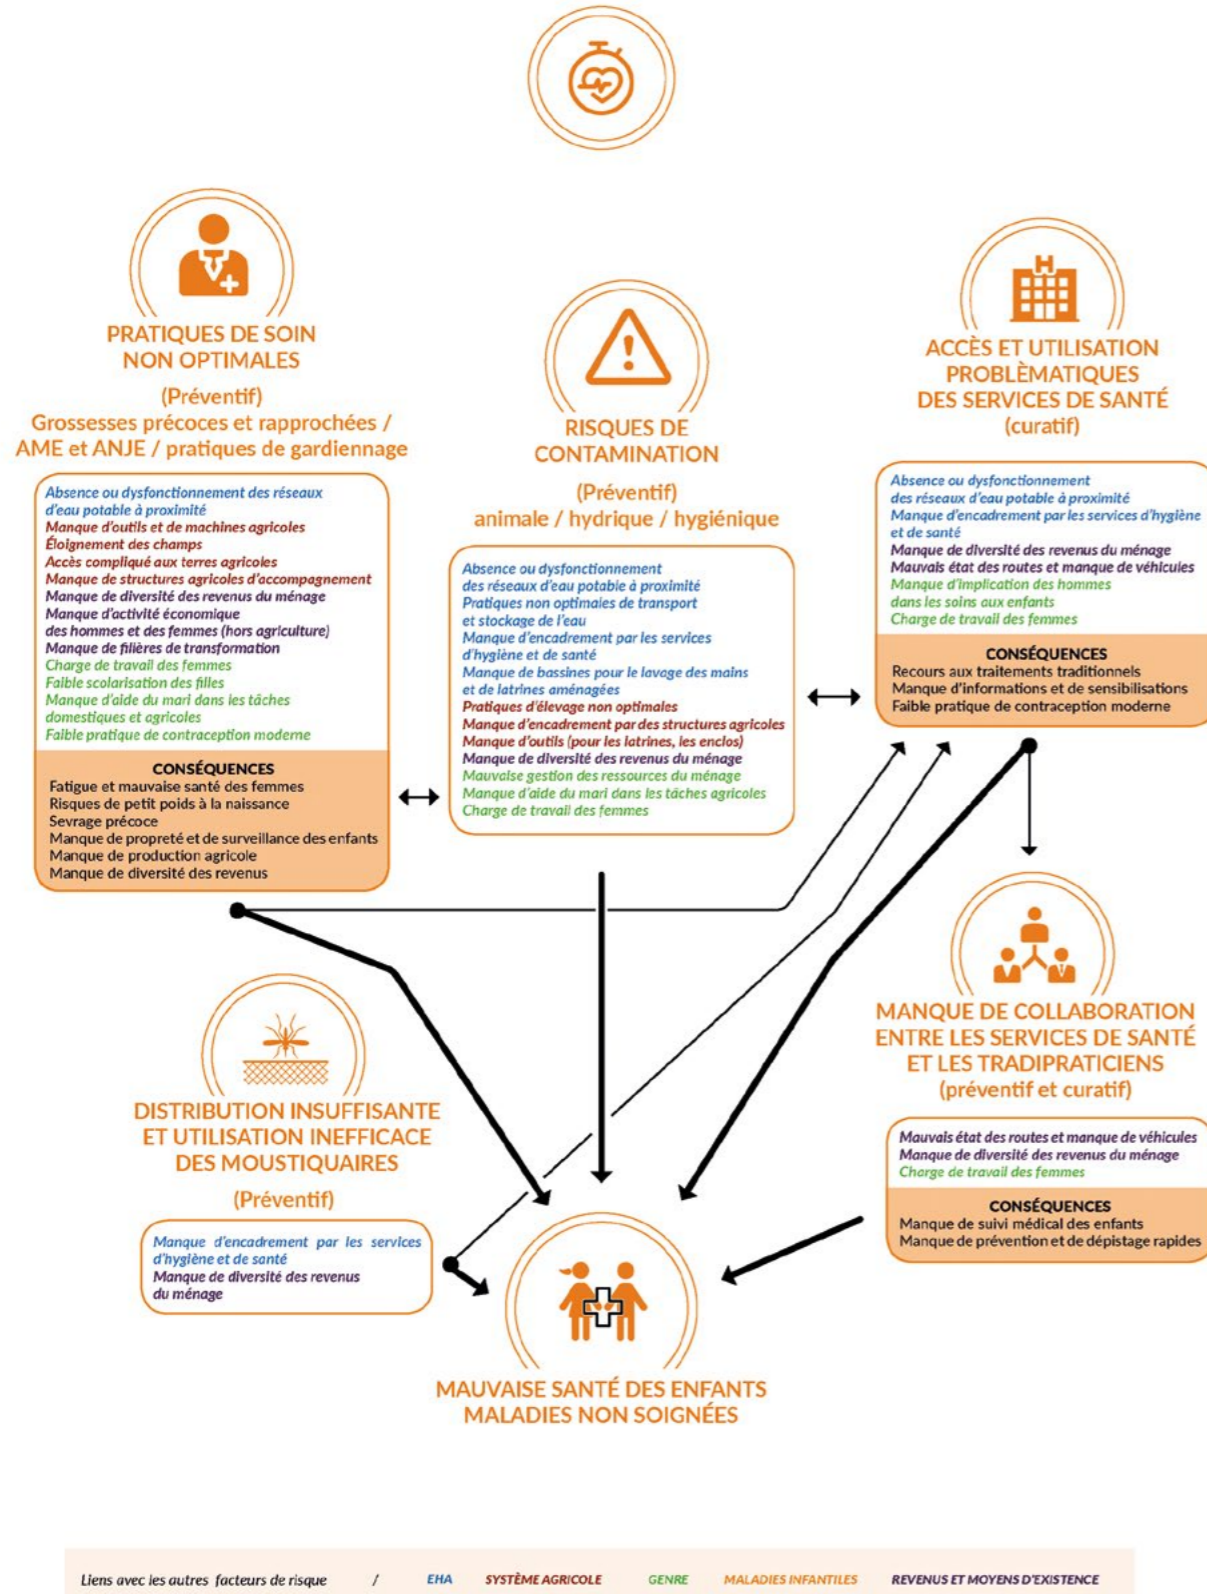 PRATIQUES DE SOIN
NON OPTIMALES
(Préventif)
Grossesses précoces et rapprochées /
AME et ANJE / pratiques de gardiennage
Absence ou dysfonctionnement des réseaux
d'eau potable à proximité
Manque d'outils et de machines agricoles
Éloignement des champs
Accès compliqué aux terres agricoles
Manque de structures agricoles d'accompagnement
Manque de diversité des revenus du ménage
Manque d'activité économique
des hommes et des femmes (hors agriculture)
Manque de filières de transformation
Charge de travail des femmes
Faible scolarisation des filles
Manque d'aide du mari dans les tâches
domestiques et agricoles
Faible pratique de contraception moderne
CONSÉQUENCES
Fatigue et mauvaise santé des femmes
Risques de petit poids à la naissance
Sevrage précoce
Manque de propreté et de surveillance des enfants
Manque de production agricole
Manque de diversité des revenus
RISQUES DE
CONTAMINATION
(Préventif)
animale / hydrique / hygiénique
Absence ou dysfonctionnement
des réseaux d'eau potable à proximité
Pratiques non optimales de transport
et stockage de l'eau
Manque d'encadrement par les services
d'hygiène et de santé
Manque de bassines pour le lavage des mains
et de latrines aménagées
Pratiques d'élevage non optimales
Manque d'encadrement par des structures agricoles
Manque d'outils (pour les latrines, les enclos)
Manque de diversité des revenus du ménage
Mauvaise gestion des ressources du ménage
Manque d'aide du mari dans les tâches agricoles
Charge de travail des femmes
H
ACCÈS ET UTILISATION
PROBLÈMATIQUES
DES SERVICES DE SANTÉ
(curatif)
Absence ou dysfonctionnement
des réseaux d'eau potable à proximité
Manque d'encadrement par les services d'hygiène
et de santé
Manque de diversité des revenus du ménage
Mauvais état des routes et manque de véhicules
Manque d'implication des hommes
dans les soins aux enfants
Charge de travail des femmes
CONSÉQUENCES
Recours aux traitements traditionnels
Manque d'informations et de sensibilisations
Faible pratique de contraception moderne
DISTRIBUTION INSUFFISANTE
ET UTILISATION INEFFICACE
DES MOUSTIQUAIRES
(Préventif)
Manque d'encadrement par les services
d'hygiène et de santé
Manque de diversité des revenus
du ménage
MANQUE DE COLLABORATION
ENTRE LES SERVICES DE SANTÉ
ET LES TRADIPRATICIENS
(préventif et curatif)
Mauvais état des routes et manque de véhicules
Manque de diversité des revenus du ménage
Charge de travail des femmes
CONSÉQUENCES
Manque de suivi médical des enfants
Manque de prévention et de dépistage rapides
MAUVAISE SANTÉ DES ENFANTS
MALADIES NON SOIGNÉES
Liens avec les autres facteurs de risque / EHA SYSTÈME AGRICOLE GENRE MALADIES INFANTILES REVENUS ET MOYENS D'EXISTENCE